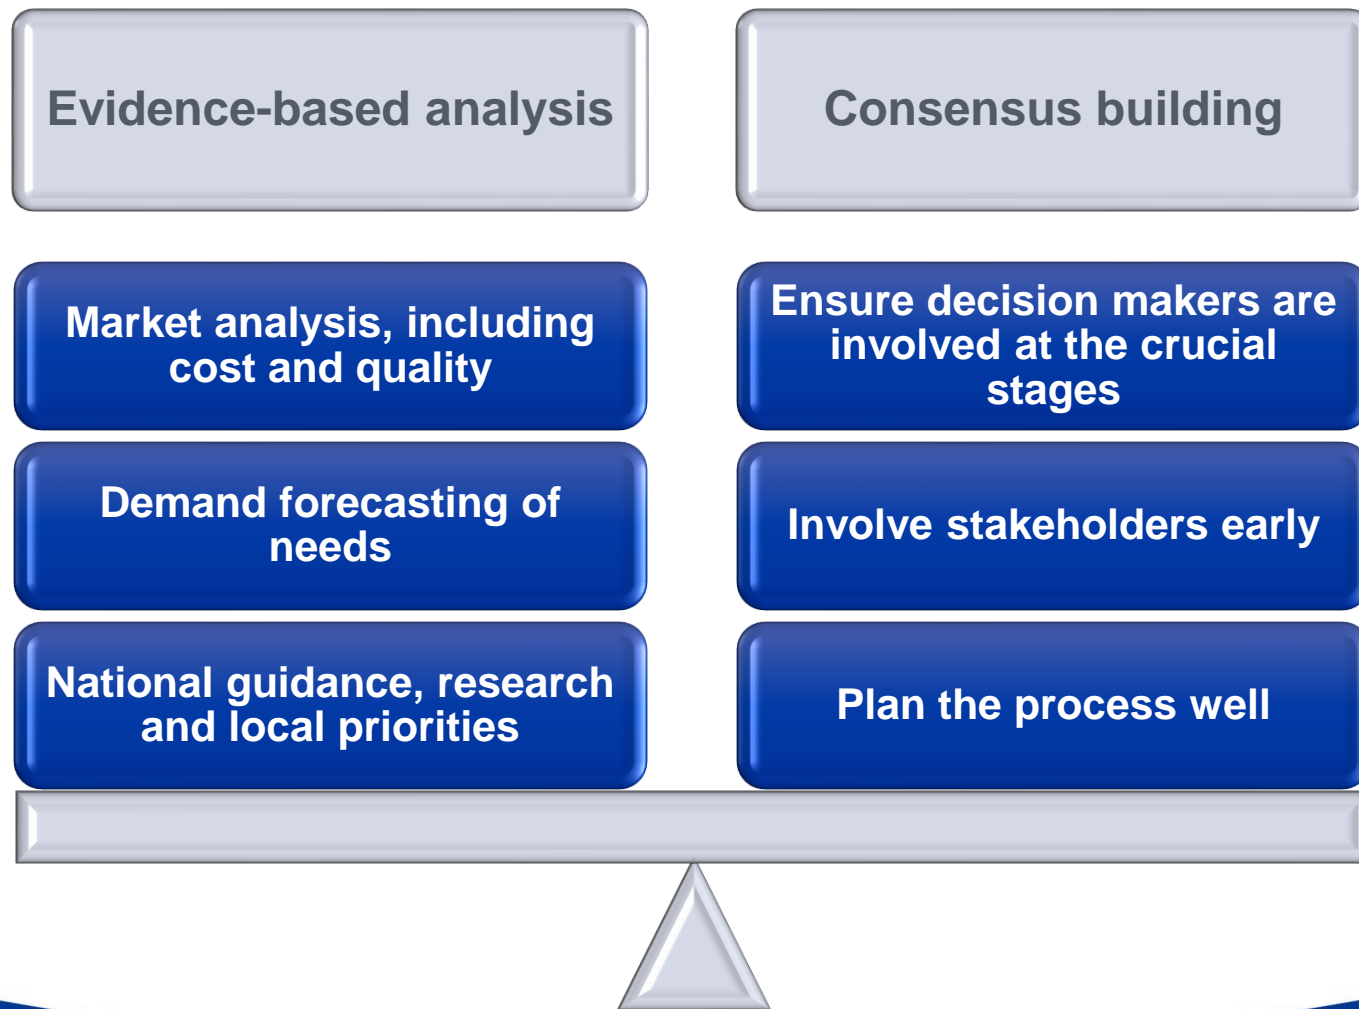 Evidence-based analysis
Consensus building
Market analysis, including
cost and quality
Ensure decision makers are
involved at the crucial
stages
Demand forecasting of
needs
Involve stakeholders early
National guidance, research
and local priorities
Plan the process well